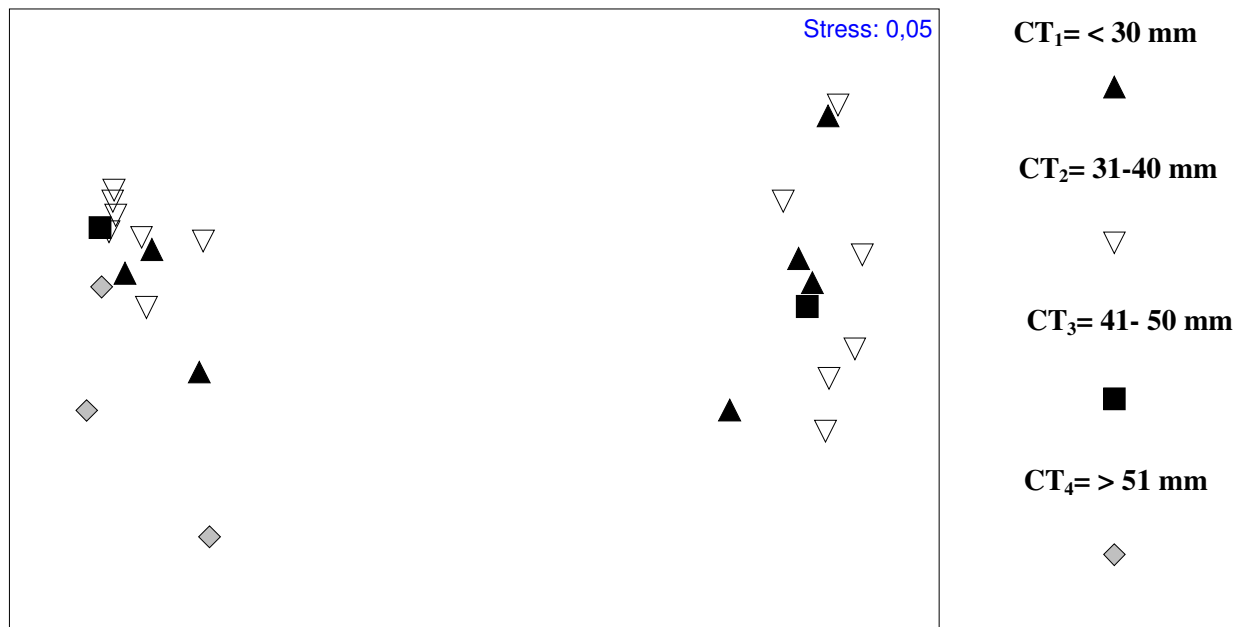 Stress: 0,05
CT₁= < 30 mm
CT₂= 31-40 mm
CT₃= 41- 50 mm
CT₄= > 51 mm